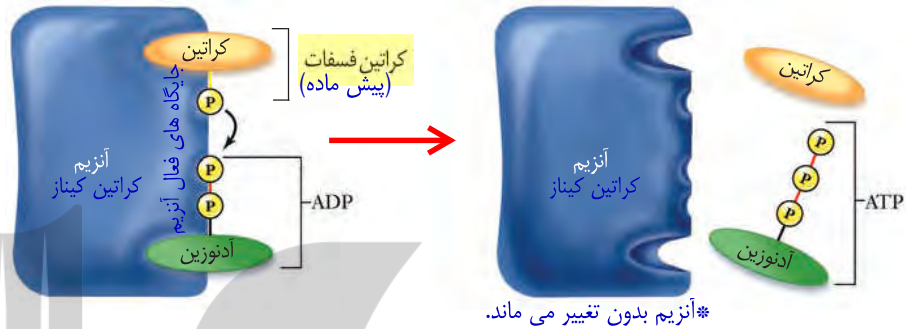 کراتین
P
کراتین فسفات
(پیش ماده)
جایگاه های فعال آنزیم
آنزیم
کراتین کیناز
P
P
ADP
آدنوزین
آنزیم
کراتین کیناز
کراتین
P
P
P
ATP
آدنوزین
*آنزیم بدون تغییر می ماند.